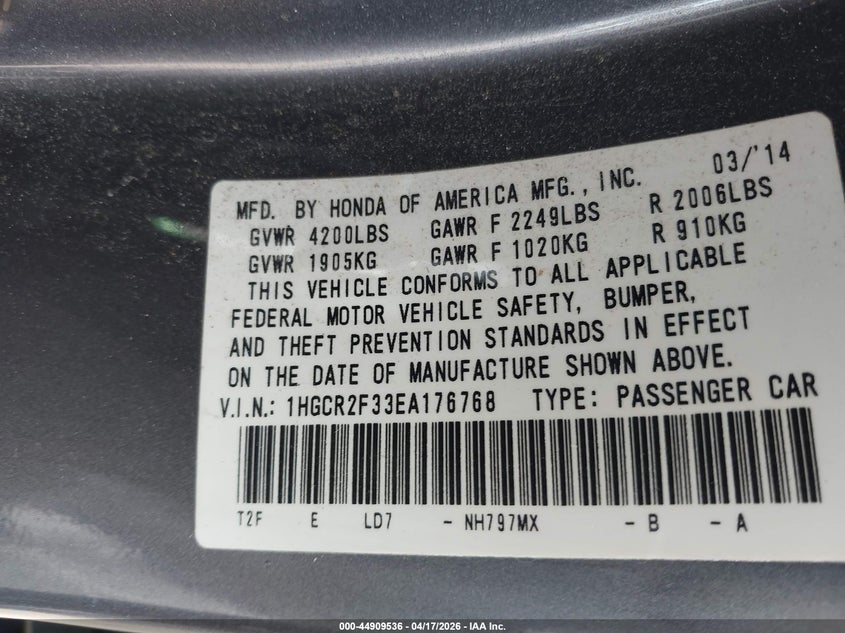 03/'14
MFD. BY HONDA OF AMERICA MFG., INC.
GVWR 4200LBS GAWR F 2249LBS R 2006LBS
GVWR 1905KG GAWR F 1020KG R 910KG
THIS VEHICLE CONFORMS TO ALL APPLICABLE
FEDERAL MOTOR VEHICLE SAFETY, BUMPER,
AND THEFT PREVENTION STANDARDS IN EFFECT
ON THE DATE OF MANUFACTURE SHOWN ABOVE.
V.I.N.: 1HGCR2F33EA176768 TYPE: PASSENGER CAR
T2F E LD7 - NH797MX - B - A
000-44909536 - 04/17/2026 - IAA Inc.